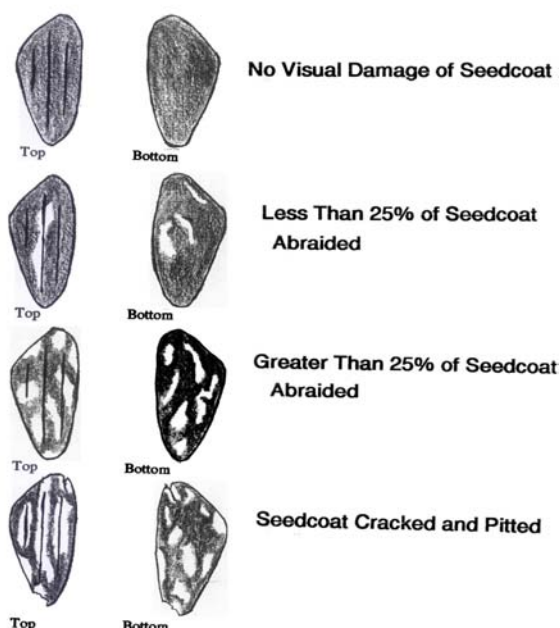 No Visual Damage of Seedcoat
Top
Bottom
Less Than 25% of Seedcoat
Abraided
Top
Bottom
Greater Than 25% of Seedcoat
Abraided
Top
Bottom
Seedcoat Cracked and Pitted
Top
Bottom